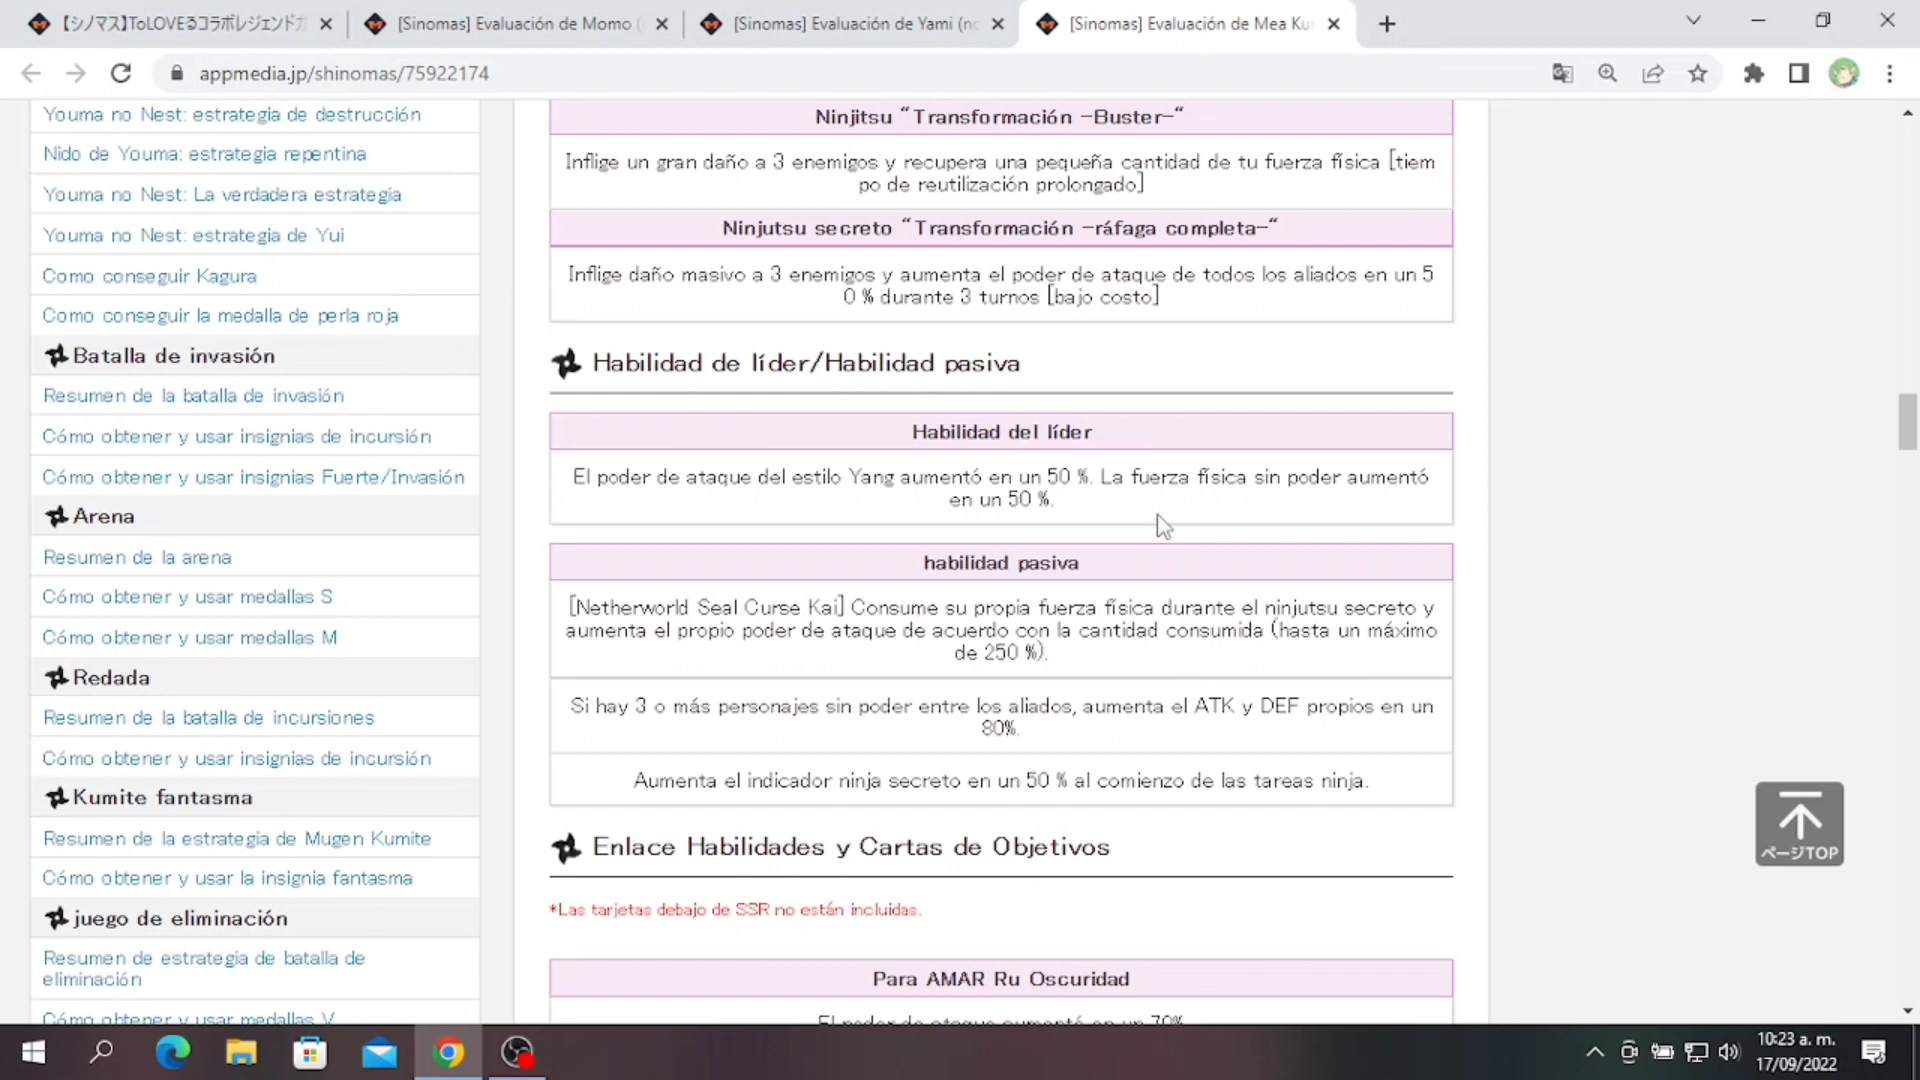 【シノマス】ToLOVEるコラボレジェンド
[Sinomas] Evaluación de Momo (
[Sinomas] Evaluación de Yami (no
[Sinomas] Evaluación de Mea Ku
appmedia.jp/shinomas/75922174
Youma no Nest: estrategia de destrucción
Nido de Youma: estrategia repentina
Youma no Nest: La verdadera estrategia
Youma no Nest: estrategia de Yui
Como conseguir Kagura
Como conseguir la medalla de perla roja
Batalla de invasión
Resumen de la batalla de invasión
Cómo obtener y usar insignias de incursión
Cómo obtener y usar insignias Fuerte/Invasión
Arena
Resumen de la arena
Cómo obtener y usar medallas S
Cómo obtener y usar medallas M
Redada
Resumen de la batalla de incursiones
Cómo obtener y usar insignias de incursión
Kumite fantasma
Resumen de la estrategia de Mugen Kumite
Cómo obtener y usar la insignia fantasma
juego de eliminación
Resumen de estrategia de batalla de
eliminación
Cómo obtener y usar medallas V
Ninjitsu “Transformación -Buster-“
Inflige un gran daño a 3 enemigos y recupera una pequeña cantidad de tu fuerza física [tiem
po de reutilización prolongado]
Ninjutsu secreto “Transformación -ráfaga completa-“
Inflige daño masivo a 3 enemigos y aumenta el poder de ataque de todos los aliados en un 5
0 % durante 3 turnos [bajo costo]
Habilidad de líder/Habilidad pasiva
Habilidad del líder
El poder de ataque del estilo Yang aumentó en un 50 %. La fuerza física sin poder aumentó
en un 50 %.
habilidad pasiva
[Netherworld Seal Curse Kai] Consume su propia fuerza física durante el ninjutsu secreto y
aumenta el propio poder de ataque de acuerdo con la cantidad consumida (hasta un máximo
de 250 %).
Si hay 3 o más personajes sin poder entre los aliados, aumenta el ATK y DEF propios en un
80%.
Aumenta el indicador ninja secreto en un 50 % al comienzo de las tareas ninja.
Enlace Habilidades y Cartas de Objetivos
*Las tarjetas debajo de SSR no están incluidas.
Para AMAR Ru Oscuridad
El poder de ataque aumentó en un 70%
ページTOP
10:23 a. m.
17/09/2022